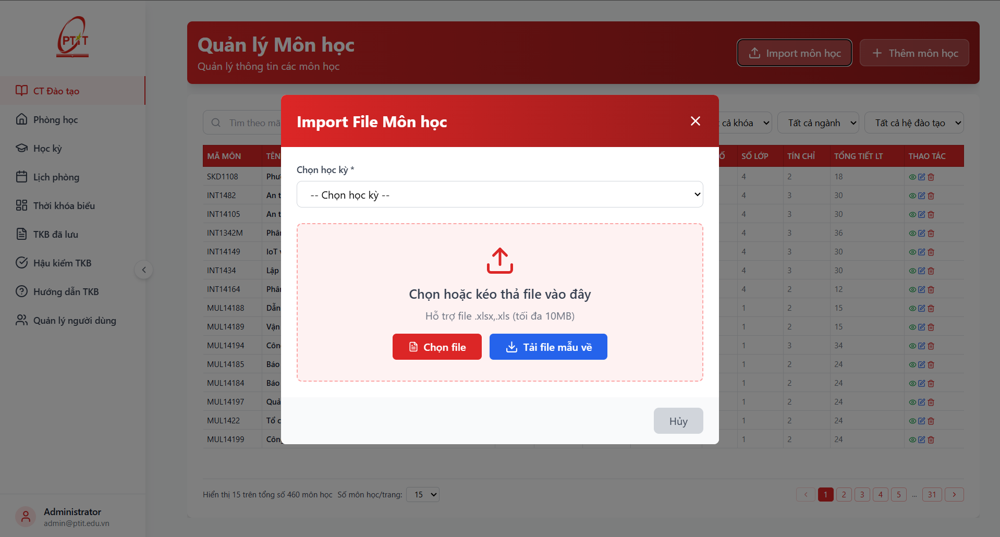 PTIT
CT Đào tạo
Phòng học
Học kỳ
Lịch phòng
Thời khóa biểu
TKB đã lưu
Hậu kiểm TKB
Hướng dẫn TKB
Quản lý người dùng
Administrator
admin@ptit.edu.vn
Quản lý Môn học
Quản lý thông tin các môn học
Import môn học
Thêm môn học
Tìm theo mã
cả khóa
Tất cả ngành
Tất cả hệ đào tạo
MÃ MÔN TÊN SỐ LỚP TÍN CHỈ TỔNG TIẾT LT THAO TÁC
SKD1108 4 2 18
INT1482 An 4 3 30
INT14105 An 4 3 30
INT1342M Phân 4 3 36
INT14149 IoT 4 3 30
INT1434 Lập 4 3 30
INT14164 Phân 4 2 12
MUL14188 Dẫn 1 2 15
MUL14189 Vận 1 2 15
MUL14194 1 3 34
MUL14185 Báo 1 2 24
MUL14184 Báo 1 2 24
MUL14197 1 2 24
MUL1422 Tổ 1 2 24
MUL14199 1 2 24
Hiển thị 15 trên tổng số 460 môn học Số môn học/trang: 15
1 2 3 4 5 ... 31
Import File Môn học
Chọn học kỳ *
-- Chọn học kỳ --
Chọn hoặc kéo thả file vào đây
Hỗ trợ file .xlsx,.xls (tối đa 10MB)
Chọn file
Tải file mẫu về
Hủy